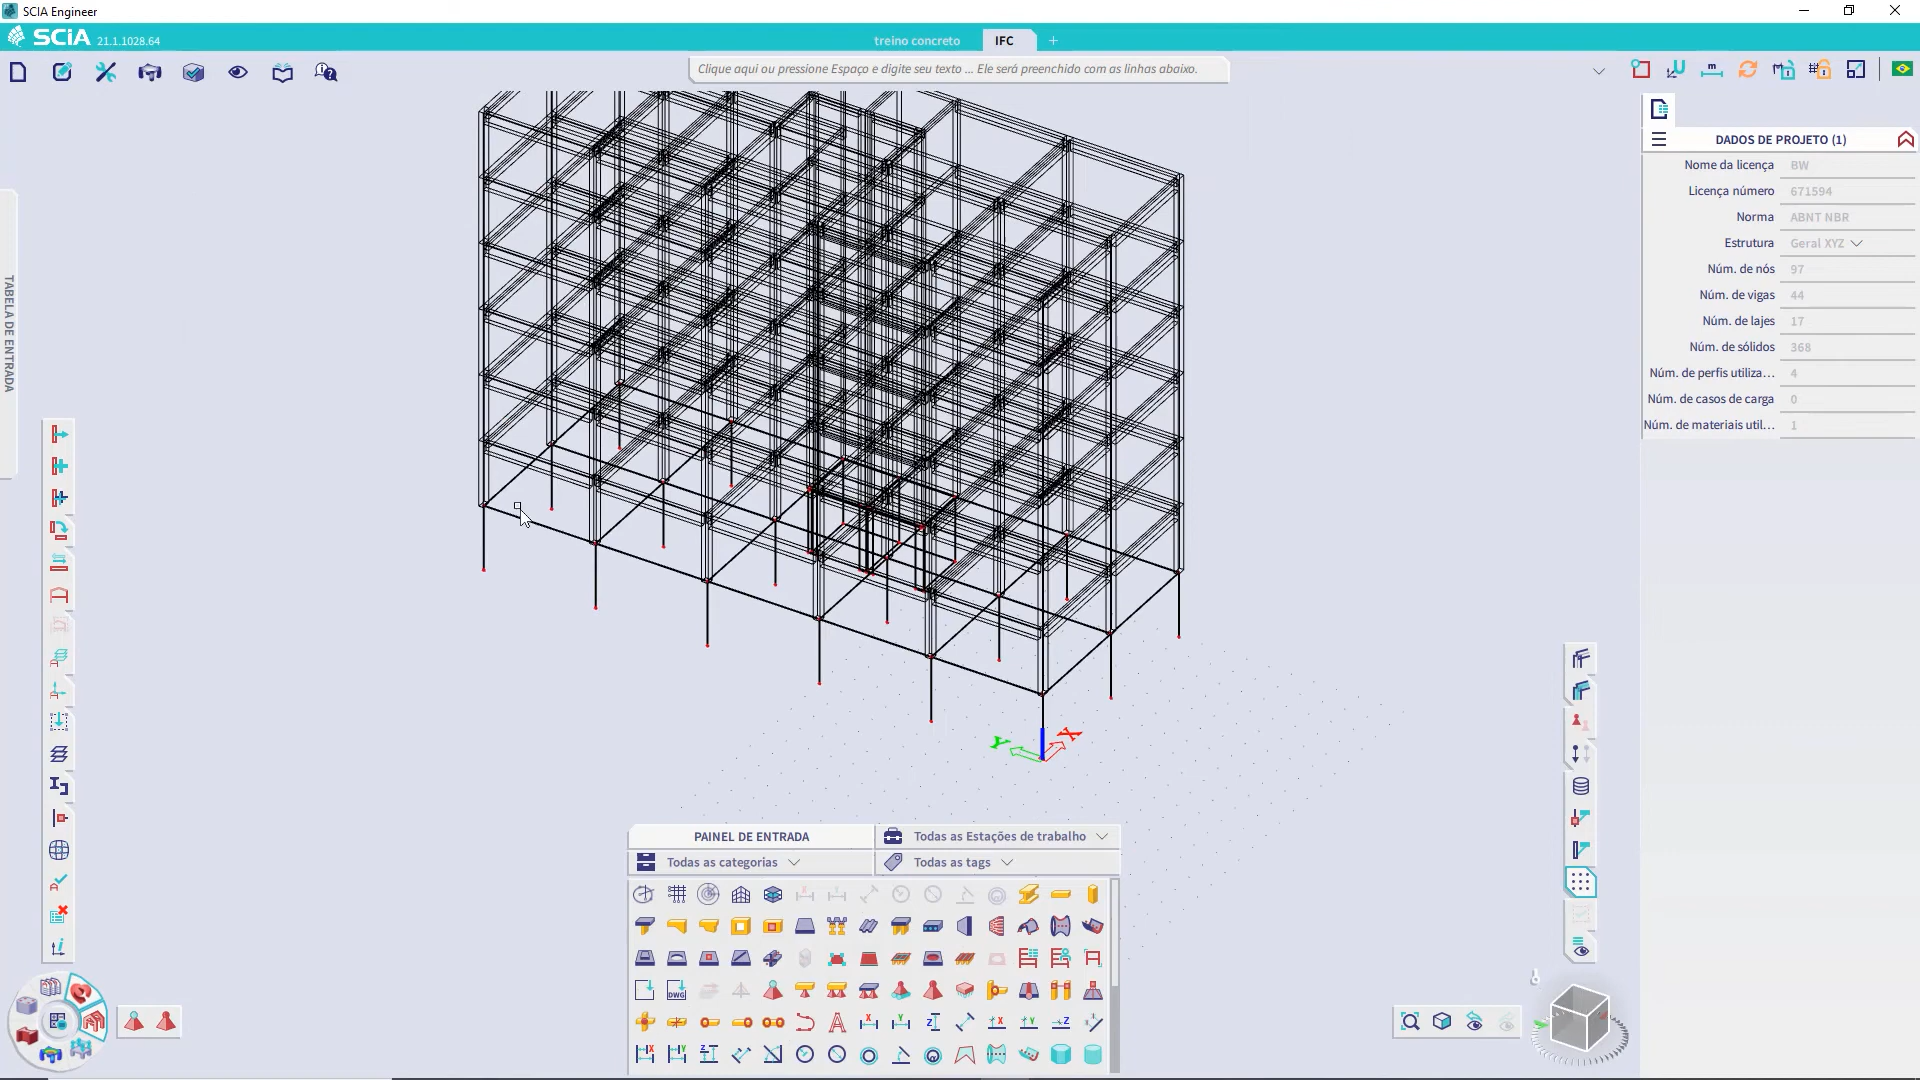 SCIA Engineer
SCiA 21.1.1028.64
treino concreto
IFC
Clique aqui ou pressione Espaço e digite seu texto ... Ele será preenchido com as linhas abaixo.
DADOS DE PROJETO (1)
Nome da licença BW
Licença número 671594
Norma ABNT NBR
Estrutura Geral XYZ
Núm. de nós 97
Núm. de vigas 44
Núm. de lajes 17
Núm. de sólidos 368
Núm. de perfis utiliza... 4
Núm. de casos de carga 0
Núm. de materiais util... 1
TABELA DE ENTRADA
Y X
PAINEL DE ENTRADA
Todas as Estações de trabalho
Todas as categorias
Todas as tags
DWG